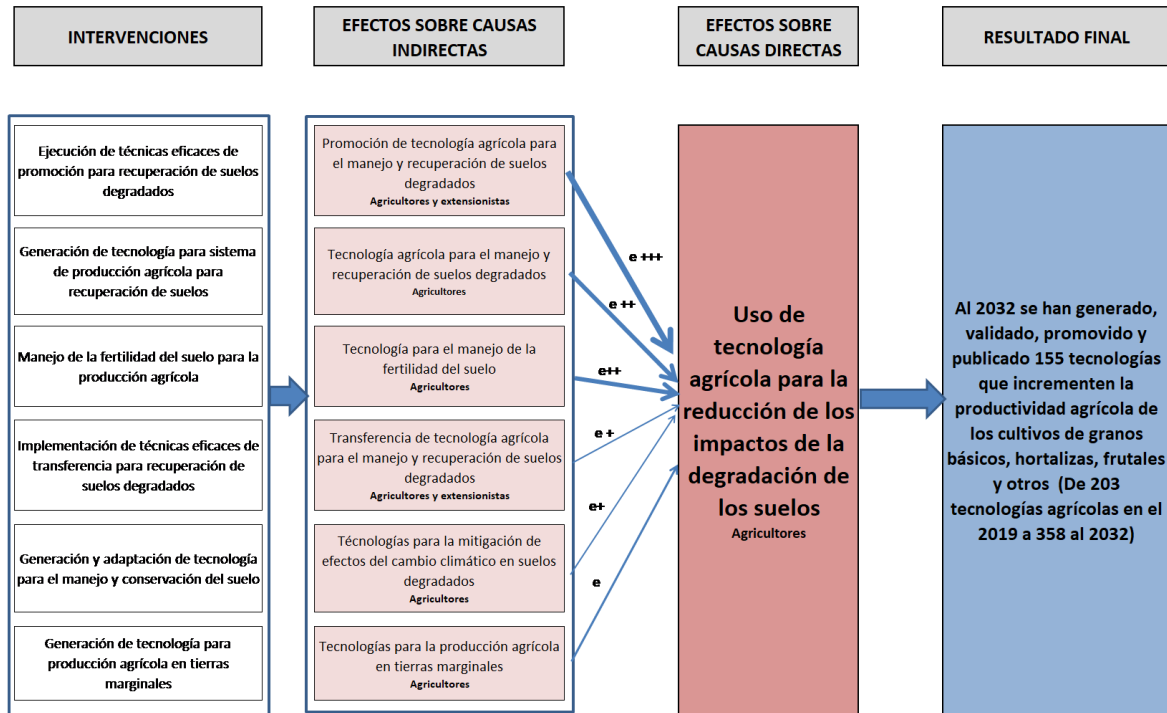 INTERVENCIONES
EFECTOS SOBRE CAUSAS
INDIRECTAS
EFECTOS SOBRE
CAUSAS DIRECTAS
RESULTADO FINAL
Ejecución de técnicas eficaces de
promoción para recuperación de suelos
degradados
Generación de tecnología para sistema
de producción agrícola para
recuperación de suelos
Manejo de la fertilidad del suelo para la
producción agrícola
Implementación de técnicas eficaces de
transferencia para recuperación de
suelos degradados
Generación y adaptación de tecnología
para el manejo y conservación del suelo
Generación de tecnología para
producción agrícola en tierras
marginales
Promoción de tecnología agrícola para
el manejo y recuperación de suelos
degradados
Agricultores y extensionistas
Tecnología agrícola para el manejo y
recuperación de suelos degradados
Agricultores
Tecnología para el manejo de la
fertilidad del suelo
Agricultores
Transferencia de tecnología agrícola
para el manejo y recuperación de suelos
degradados
Agricultores y extensionistas
Técnologías para la mitigación de
efectos del cambio climático en suelos
degradados
Agricultores
Tecnologías para la producción agrícola
en tierras marginales
Agricultores
e +++
e ++
e++
e +
e+
e
Uso de
tecnología
agrícola para la
reducción de los
impactos de la
degradación de
los suelos
Agricultores
Al 2032 se han generado,
validado, promovido y
publicado 155 tecnologías
que incrementen la
productividad agrícola de
los cultivos de granos
básicos, hortalizas, frutales
y otros (De 203
tecnologías agrícolas en el
2019 a 358 al 2032)